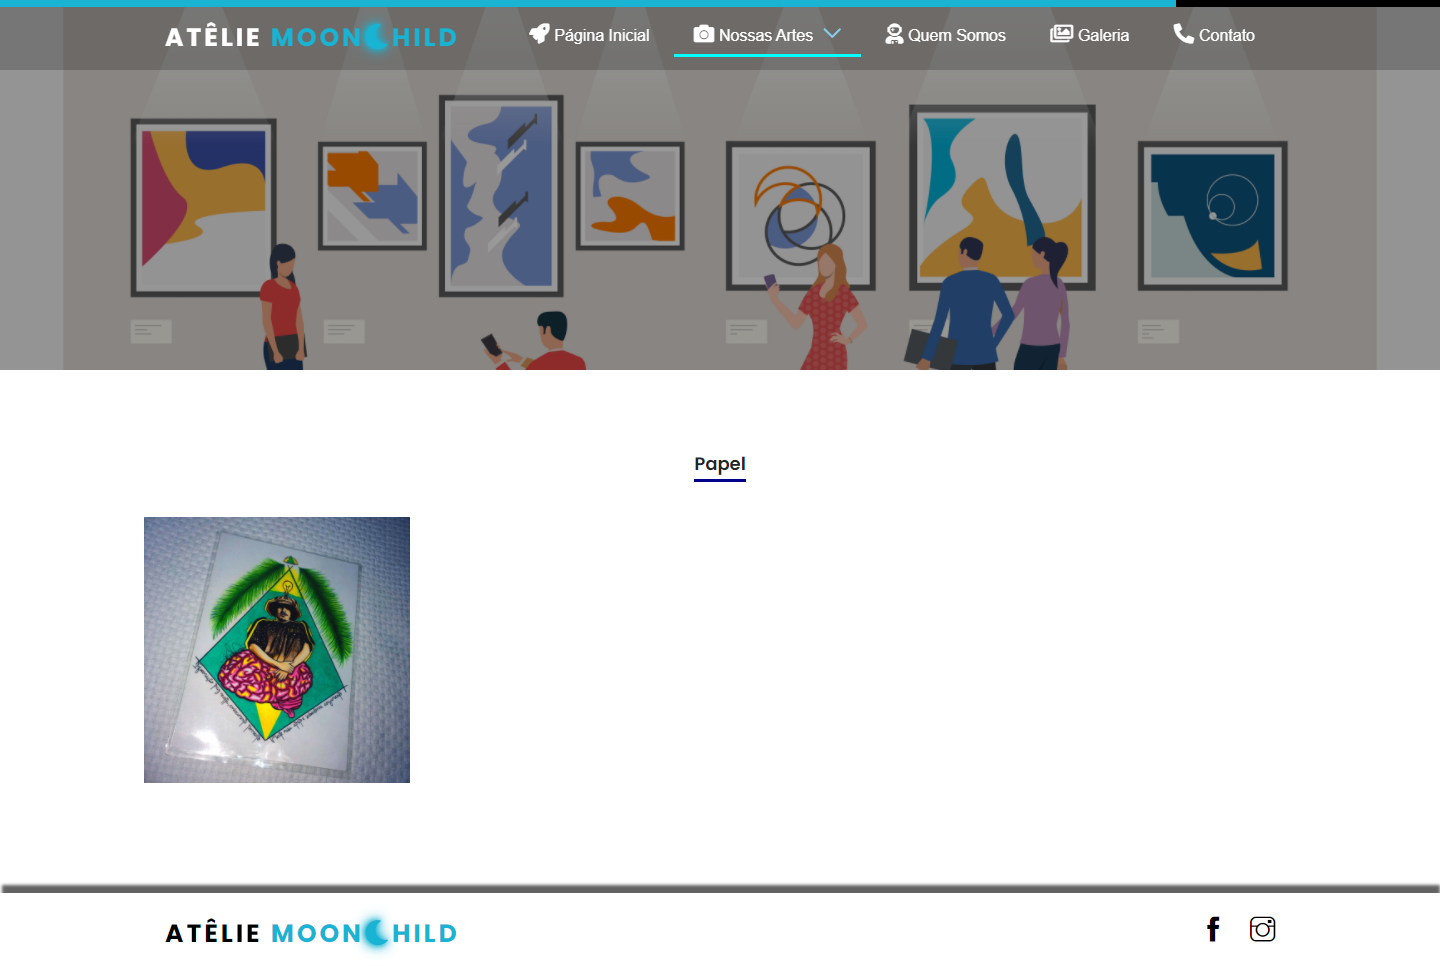 ATÊLIE MOONCHILD
Página Inicial
Nossas Artes
Quem Somos
Galeria
Contato
Papel
ATÊLIE MOONCHILD